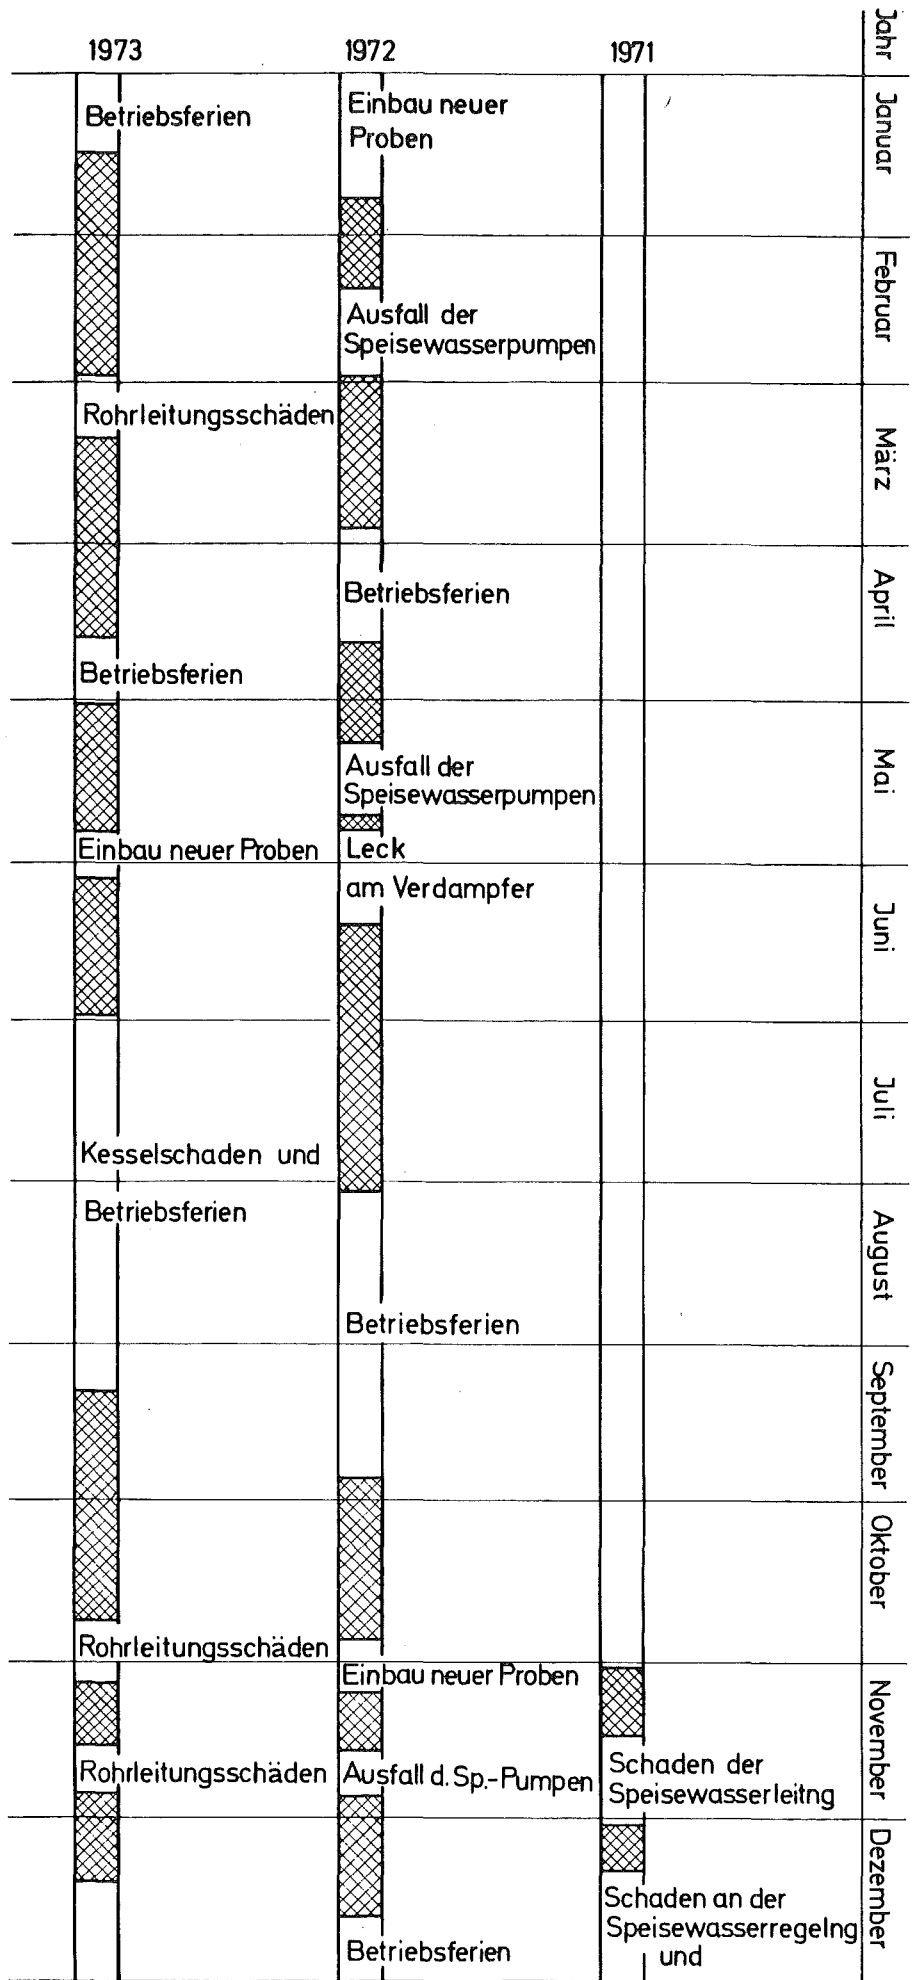 1973
1972
1971
Jahr
Januar
Februar
März
April
Mai
Juni
Juli
August
September
Oktober
November
Dezember
Betriebsferien
Rohrleitungsschäden
Betriebsferien
Einbau neuer Proben
Kesselschaden und
Betriebsferien
Rohrleitungsschäden
Rohrleitungsschäden
Einbau neuer
Proben
Ausfall der
Speisewasserpumpen
Betriebsferien
Ausfall der
Speisewasserpumpen
Leck
am Verdampfer
Betriebsferien
Einbau neuer Proben
Ausfall d. Sp.-Pumpen
Betriebsferien
Schaden der
Speisewasserleitng
Schaden an der
Speisewasserregelng
und